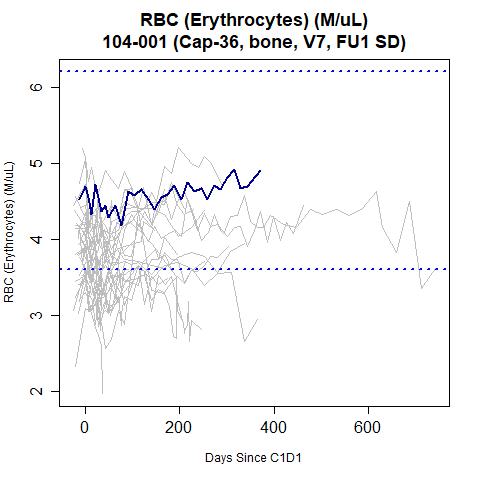 RBC (Erythrocytes) (M/uL)
104-001 (Cap-36, bone, V7, FU1 SD)
RBC (Erythrocytes) (M/uL)
6
5
4
3
2
0 200 400 600
Days Since C1D1